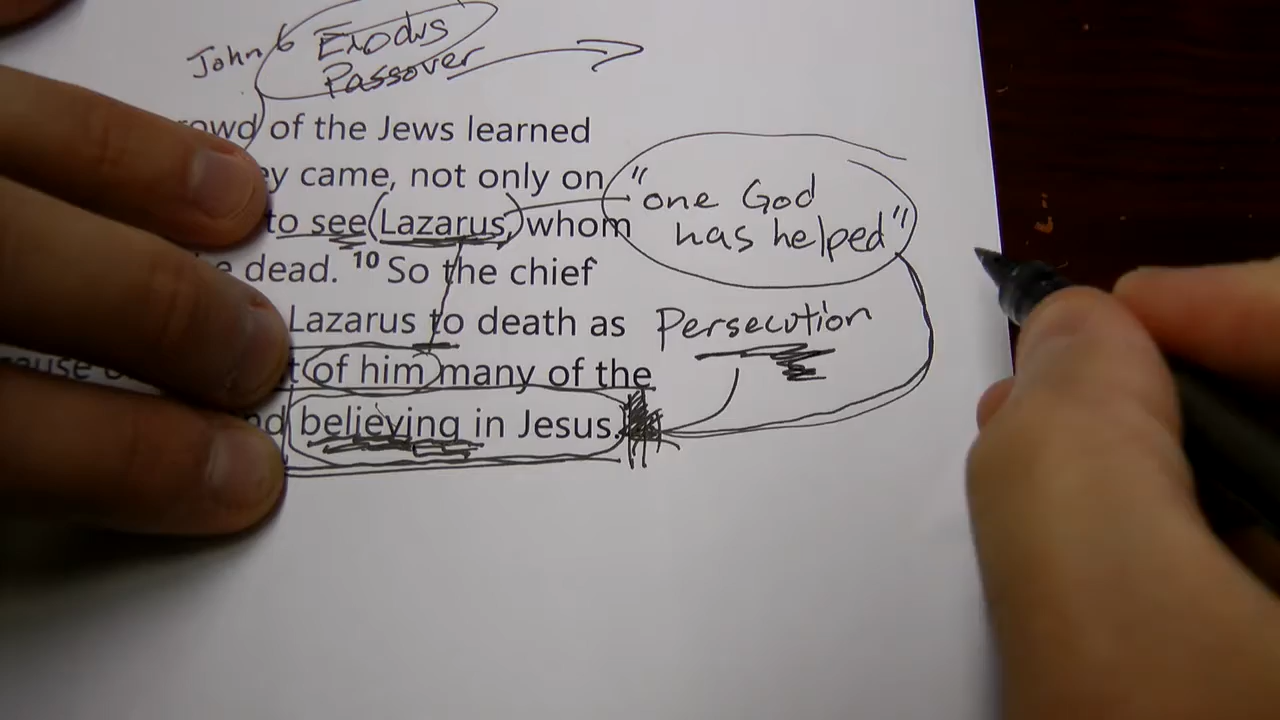 John 6 Exodus
Passover
rowd of the Jews learned
ey came, not only on
to see Lazarus, whom
"one God
has helped"
e dead. 10 So the chief
Lazarus to death as
Persecution
t of him many of the
nd believing in Jesus.